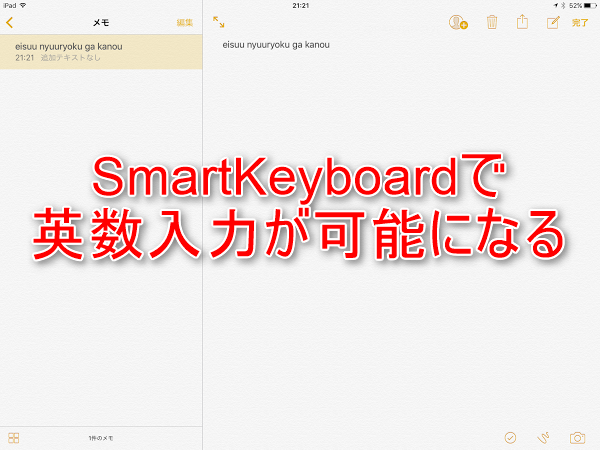 iPad 21:21 52%
メモ 編集 完了
eisuu nyuuryoku ga kanou
21:21 追加テキストなし
eisuu nyuuryoku ga kanou
SmartKeyboardで
英数入力が可能になる
1件のメモ